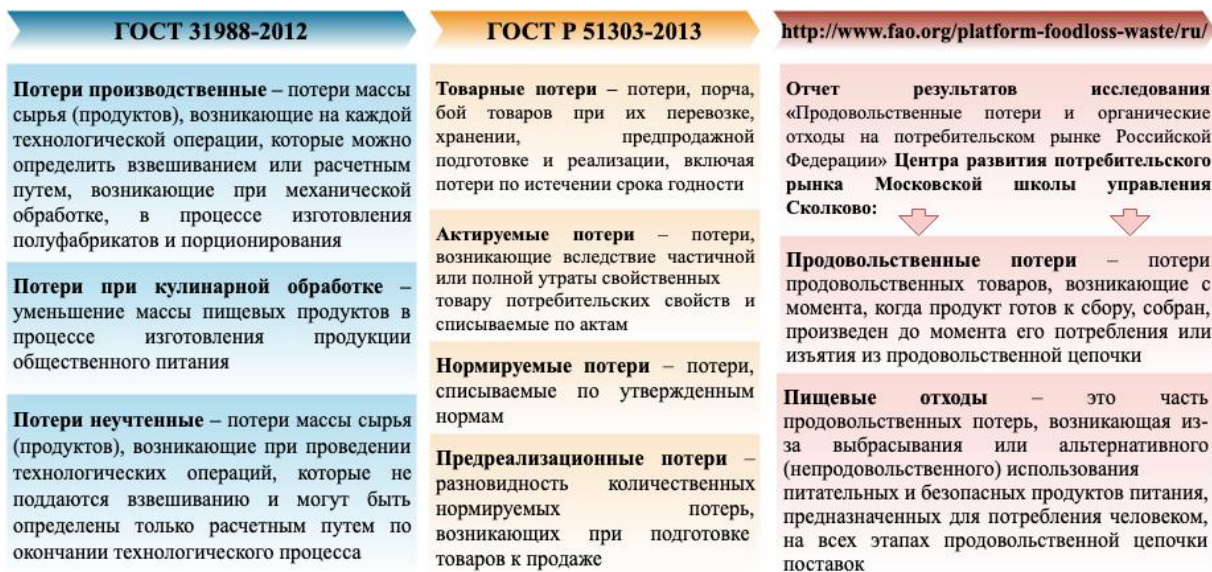 ГОСТ 31988-2012
Потери производственные – потери массы
сырья (продуктов), возникающие на каждой
технологической операции, которые можно
определить взвешиванием или расчетным
путем, возникающие при механической
обработке, в процессе изготовления
полуфабрикатов и порционирования
Потери при кулинарной обработке –
уменьшение массы пищевых продуктов в
процессе изготовления продукции
общественного питания
Потери неучтенные – потери массы сырья
(продуктов), возникающие при проведении
технологических операций, которые не
поддаются взвешиванию и могут быть
определены только расчетным путем по
окончании технологического процесса
ГОСТ Р 51303-2013
Товарные потери – потери, порча,
бой товаров при их перевозке,
хранении, предпродажной
подготовке и реализации, включая
потери по истечении срока годности
Актируемые потери – потери,
возникающие вследствие частичной
или полной утраты свойственных
товару потребительских свойств и
списываемые по актам
Нормируемые потери – потери,
списываемые по утвержденным
нормам
Предреализационные потери –
разновидность количественных
нормируемых потерь,
возникающих при подготовке
товаров к продаже
http://www.fao.org/platform-foodloss-waste/ru/
Отчет результатов исследования
«Продовольственные потери и органические
отходы на потребительском рынке Российской
Федерации» Центра развития потребительского
рынка Московской школы управления
Сколково:
Продовольственные потери – потери
продовольственных товаров, возникающие с
момента, когда продукт готов к сбору, собран,
произведен до момента его потребления или
изъятия из продовольственной цепочки
Пищевые отходы – это часть
продовольственных потерь, возникающая из-
за выбрасывания или альтернативного
(непродовольственного) использования
питательных и безопасных продуктов питания,
предназначенных для потребления человеком,
на всех этапах продовольственной цепочки
поставок